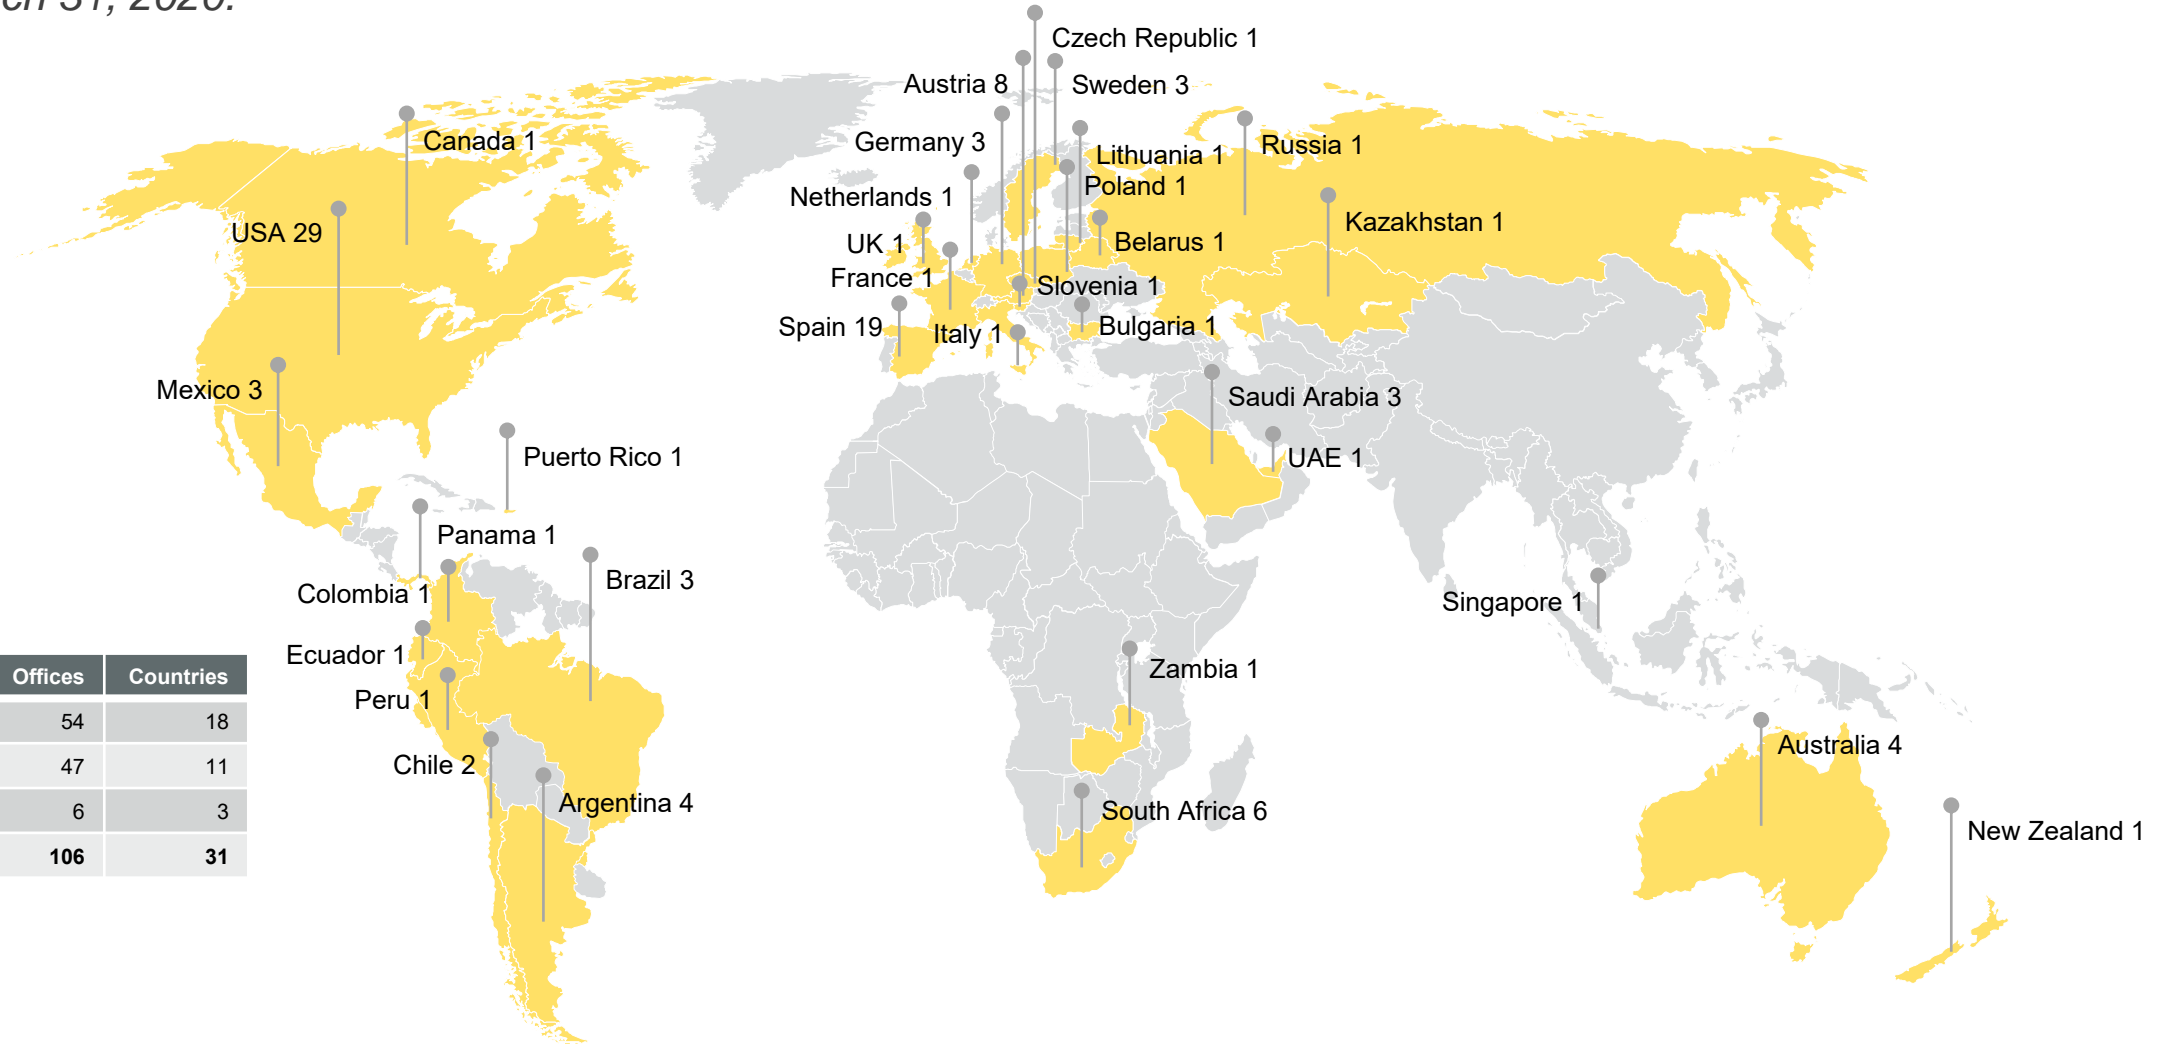 31, 2020.
Czech Republic 1
Austria 8
Sweden 3
Canada 1
Germany 3
Lithuania 1
Russia 1
Poland 1
Netherlands 1
USA 29
UK 1
Belarus 1
Kazakhstan 1
France 1
Slovenia 1
Spain 19
Italy 1
Bulgaria 1
Mexico 3
Saudi Arabia 3
Puerto Rico 1
UAE 1
Panama 1
Colombia 1
Brazil 3
Singapore 1
Ecuador 1
Zambia 1
Peru 1
Chile 2
Australia 4
Argentina 4
South Africa 6
New Zealand 1
Offices Countries
54 18
47 11
6 3
106 31